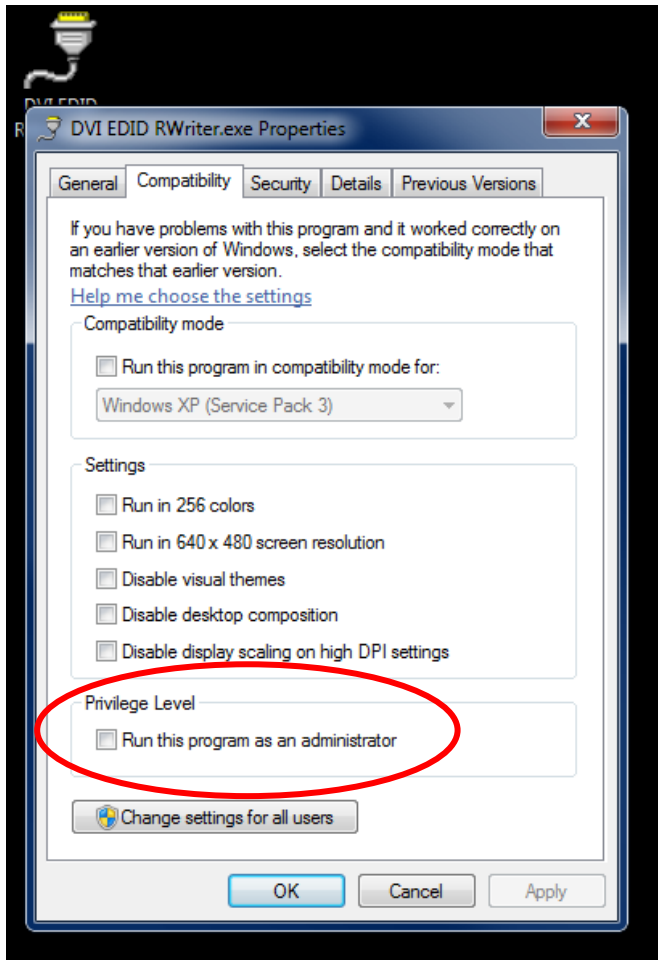 DVI EDID
R
DVI EDID RWriter.exe Properties
General Compatibility Security Details Previous Versions
If you have problems with this program and it worked correctly on
an earlier version of Windows, select the compatibility mode that
matches that earlier version.
Help me choose the settings
Compatibility mode
Run this program in compatibility mode for:
Windows XP (Service Pack 3)
Settings
Run in 256 colors
Run in 640 x 480 screen resolution
Disable visual themes
Disable desktop composition
Disable display scaling on high DPI settings
Privilege Level
Run this program as an administrator
Change settings for all users
OK Cancel Apply